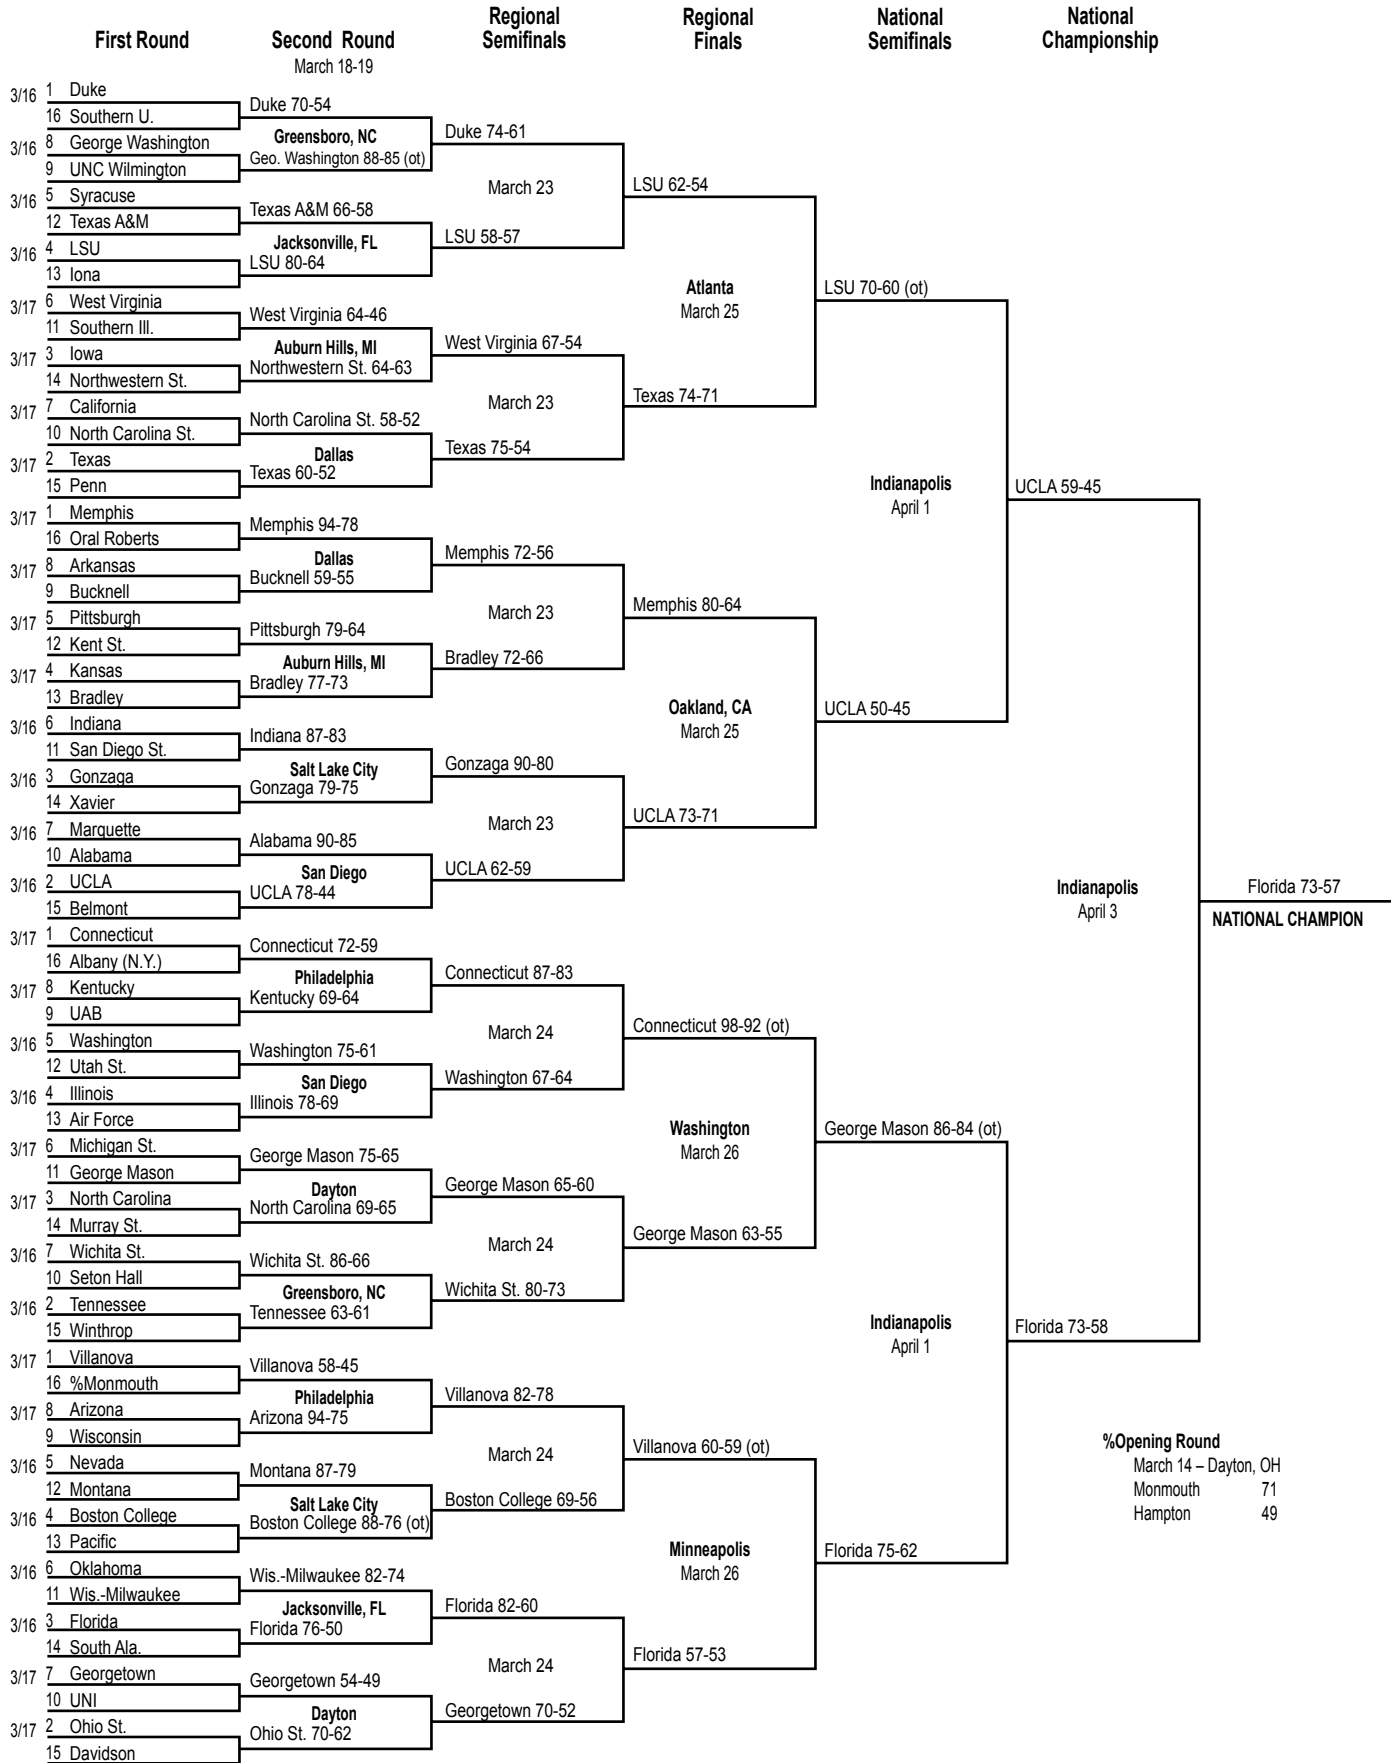 First Round
Second Round
March 18-19
Regional
Semifinals
Regional
Finals
National
Semifinals
National
Championship
3/16
1 Duke
16 Southern U.
3/16
8 George Washington
9 UNC Wilmington
3/16
5 Syracuse
12 Texas A&M
3/16
4 LSU
13 Iona
3/17
6 West Virginia
11 Southern Ill.
3/17
3 Iowa
14 Northwestern St.
3/17
7 California
10 North Carolina St.
3/17
2 Texas
15 Penn
3/17
1 Memphis
16 Oral Roberts
3/17
8 Arkansas
9 Bucknell
3/17
5 Pittsburgh
12 Kent St.
3/17
4 Kansas
13 Bradley
3/16
6 Indiana
11 San Diego St.
3/16
3 Gonzaga
14 Xavier
3/16
7 Marquette
10 Alabama
3/16
2 UCLA
15 Belmont
3/17
1 Connecticut
16 Albany (N.Y.)
3/17
8 Kentucky
9 UAB
3/16
5 Washington
12 Utah St.
3/16
4 Illinois
13 Air Force
3/17
6 Michigan St.
11 George Mason
3/17
3 North Carolina
14 Murray St.
3/16
7 Wichita St.
10 Seton Hall
3/16
2 Tennessee
15 Winthrop
3/17
1 Villanova
16 %Monmouth
3/17
8 Arizona
9 Wisconsin
3/16
5 Nevada
12 Montana
3/16
4 Boston College
13 Pacific
3/16
6 Oklahoma
11 Wis.-Milwaukee
3/16
3 Florida
14 South Ala.
3/17
7 Georgetown
10 UNI
3/17
2 Ohio St.
15 Davidson
Duke 70-54
Greensboro, NC
Geo. Washington 88-85 (ot)
Texas A&M 66-58
Jacksonville, FL
LSU 80-64
West Virginia 64-46
Auburn Hills, MI
Northwestern St. 64-63
North Carolina St. 58-52
Dallas
Texas 60-52
Memphis 94-78
Dallas
Bucknell 59-55
Pittsburgh 79-64
Auburn Hills, MI
Bradley 77-73
Indiana 87-83
Salt Lake City
Gonzaga 79-75
Alabama 90-85
San Diego
UCLA 78-44
Connecticut 72-59
Philadelphia
Kentucky 69-64
Washington 75-61
San Diego
Illinois 78-69
George Mason 75-65
Dayton
North Carolina 69-65
Wichita St. 86-66
Greensboro, NC
Tennessee 63-61
Villanova 58-45
Philadelphia
Arizona 94-75
Montana 87-79
Salt Lake City
Boston College 88-76 (ot)
Wis.-Milwaukee 82-74
Jacksonville, FL
Florida 76-50
Georgetown 54-49
Dayton
Ohio St. 70-62
Duke 74-61
March 23
LSU 58-57
West Virginia 67-54
March 23
Texas 75-54
Memphis 72-56
March 23
Bradley 72-66
Gonzaga 90-80
March 23
UCLA 62-59
Connecticut 87-83
March 24
Washington 67-64
George Mason 65-60
March 24
Wichita St. 80-73
Villanova 82-78
March 24
Boston College 69-56
Florida 82-60
March 24
Georgetown 70-52
LSU 62-54
Atlanta
March 25
Texas 74-71
Memphis 80-64
Oakland, CA
March 25
UCLA 73-71
Connecticut 98-92 (ot)
Washington
March 26
George Mason 63-55
Villanova 60-59 (ot)
Minneapolis
March 26
Florida 57-53
LSU 70-60 (ot)
Indianapolis
April 1
UCLA 50-45
George Mason 86-84 (ot)
Indianapolis
April 1
Florida 75-62
UCLA 59-45
Indianapolis
April 3
Florida 73-58
Florida 73-57
NATIONAL CHAMPION
%Opening Round
March 14 – Dayton, OH
Monmouth 71
Hampton 49